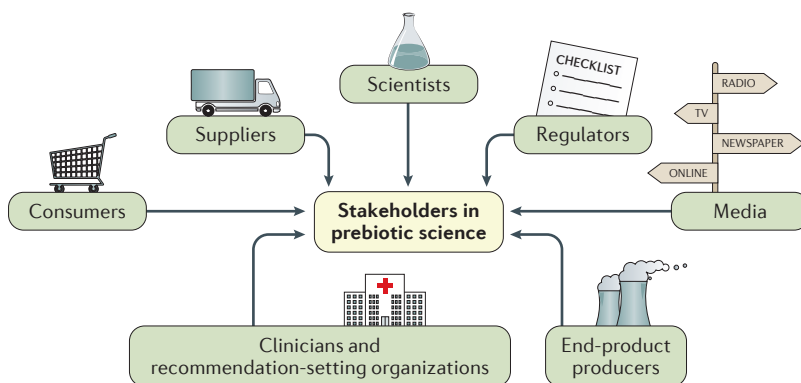 Scientists
CHECKLIST
RADIO
TV
NEWSPAPER
ONLINE
Suppliers
Regulators
Consumers
Stakeholders in
prebiotic science
Media
Clinicians and
recommendation-setting organizations
End-product
producers